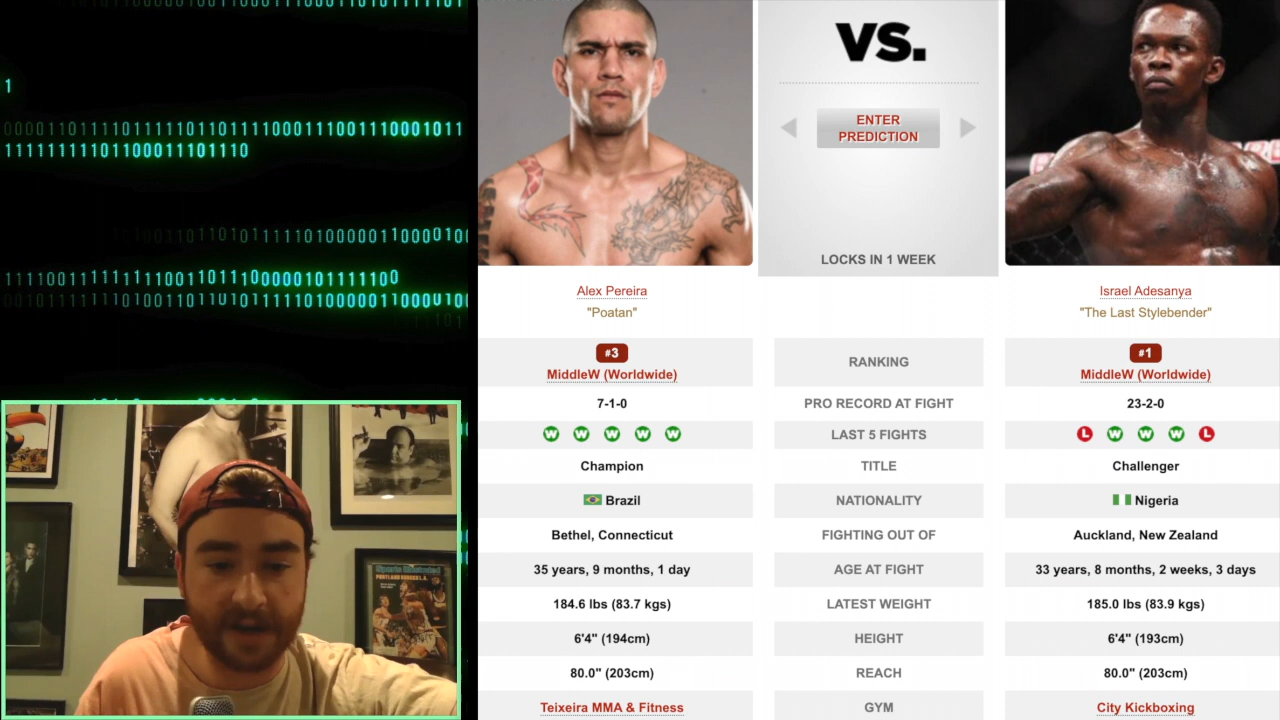 1
1111111111101100011101110
VS.
ENTER
PREDICTION
LOCKS IN 1 WEEK
Alex Pereira
Israel Adesanya
"Poatan"
"The Last Stylebender"
#3
RANKING
#1
MiddleW (Worldwide)
MiddleW (Worldwide)
7-1-0
PRO RECORD AT FIGHT
23-2-0
W W W W W
LAST 5 FIGHTS
L W W W L
Champion
TITLE
Challenger
Brazil
NATIONALITY
Nigeria
Bethel, Connecticut
FIGHTING OUT OF
Auckland, New Zealand
35 years, 9 months, 1 day
AGE AT FIGHT
33 years, 8 months, 2 weeks, 3 days
184.6 lbs (83.7 kgs)
LATEST WEIGHT
185.0 lbs (83.9 kgs)
6'4" (194cm)
HEIGHT
6'4" (193cm)
80.0" (203cm)
REACH
80.0" (203cm)
Teixeira MMA & Fitness
GYM
City Kickboxing
Sports Illustrated